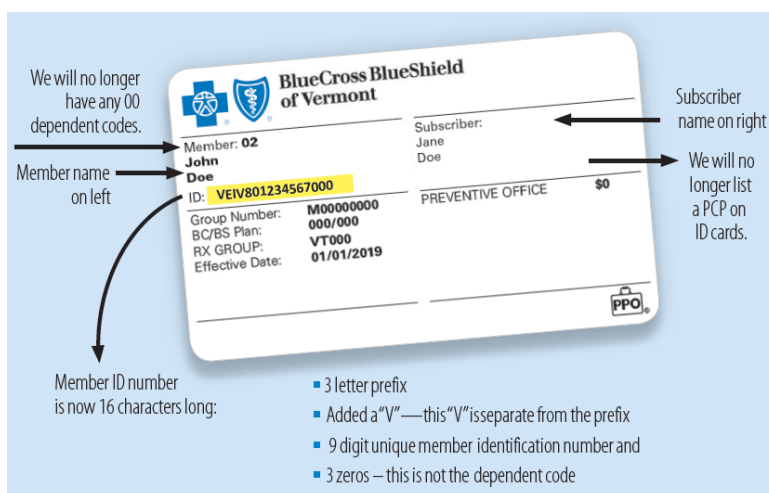 We will no longer
have any 00
dependent codes.
Member name
on left
BlueCross BlueShield
of Vermont
Member: 02
John
Doe
ID: VEIV801234567000
Group Number: M00000000
BC/BS Plan: 000/000
RX GROUP: VT000
Effective Date: 01/01/2019
Subscriber:
Jane
Doe
PREVENTIVE OFFICE $0
PPO
Subscriber
name on right
We will no
longer list
a PCP on
ID cards.
Member ID number
is now 16 characters long:
3 letter prefix
Added a“V”—this“V”isseparate from the prefix
9 digit unique member identification number and
3 zeros – this is not the dependent code